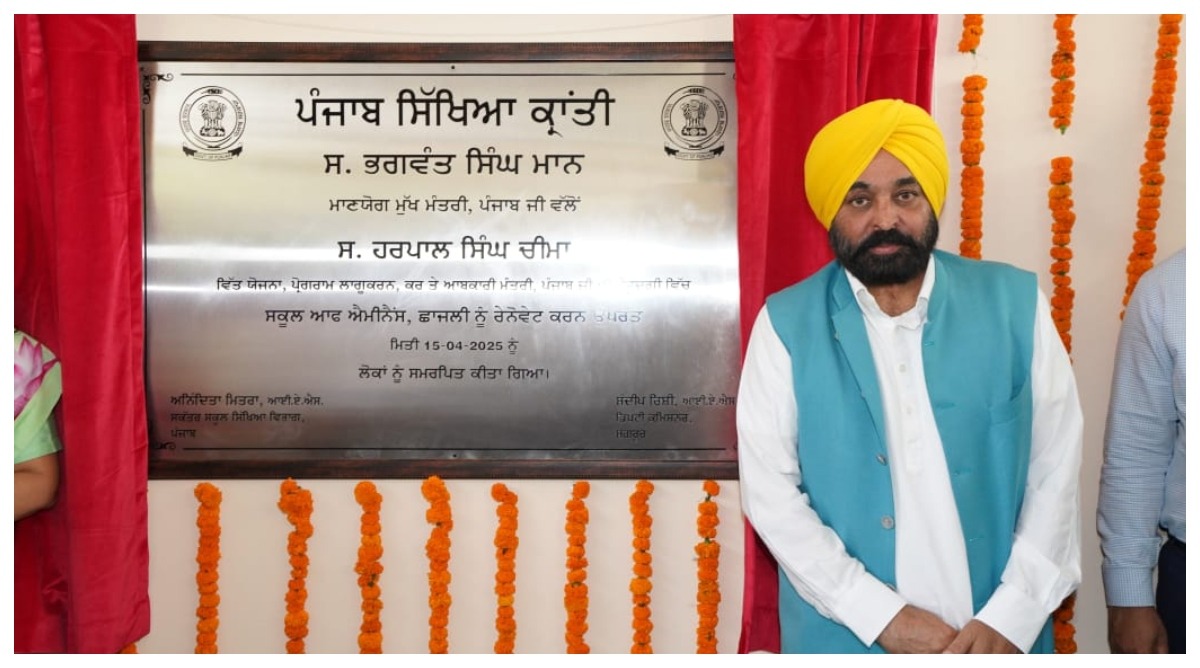 ਪੰਜਾਬ ਸਿੱਖਿਆ ਕ੍ਰਾਂਤੀ
ਸ. ਭਗਵੰਤ ਸਿੰਘ ਮਾਨ
ਮਾਣਯੋਗ ਮੁੱਖ ਮੰਤਰੀ, ਪੰਜਾਬ ਜੀ ਵੱਲੋਂ
ਸ. ਹਰਪਾਲ ਸਿੰਘ ਚੀਮਾ
ਵਿੱਤ ਯੋਜਨਾ, ਪ੍ਰੋਗਰਾਮ ਲਾਗੂਕਰਨ, ਕਰ ਤੇ ਆਬਕਾਰੀ ਮੰਤਰੀ, ਪੰਜਾਬ ਜੀ ਵਿੱਚ
ਸਕੂਲ ਆਫ ਐਮੀਨੈਂਸ, ਛਾਜਲੀ ਨੂੰ ਰੇਨੋਵੇਟ ਕਰਨ ਉਪਰੰਤ
ਮਿਤੀ 15-04-2025 ਨੂੰ
ਲੋਕਾਂ ਨੂੰ ਸਮਰਪਿਤ ਕੀਤਾ ਗਿਆ।
ਅਨਿੰਦਿਤਾ ਮਿਤਰਾ, ਆਈ.ਏ.ਐਸ.
ਸਕੱਤਰ ਸਕੂਲ ਸਿੱਖਿਆ ਵਿਭਾਗ,
ਪੰਜਾਬ
ਸੰਦੀਪ ਰਿਸ਼ੀ, ਆਈ.ਏ.ਐਸ
ਡਿਪਟੀ ਕਮਿਸ਼ਨਰ,
ਸੰਗਰੂਰ